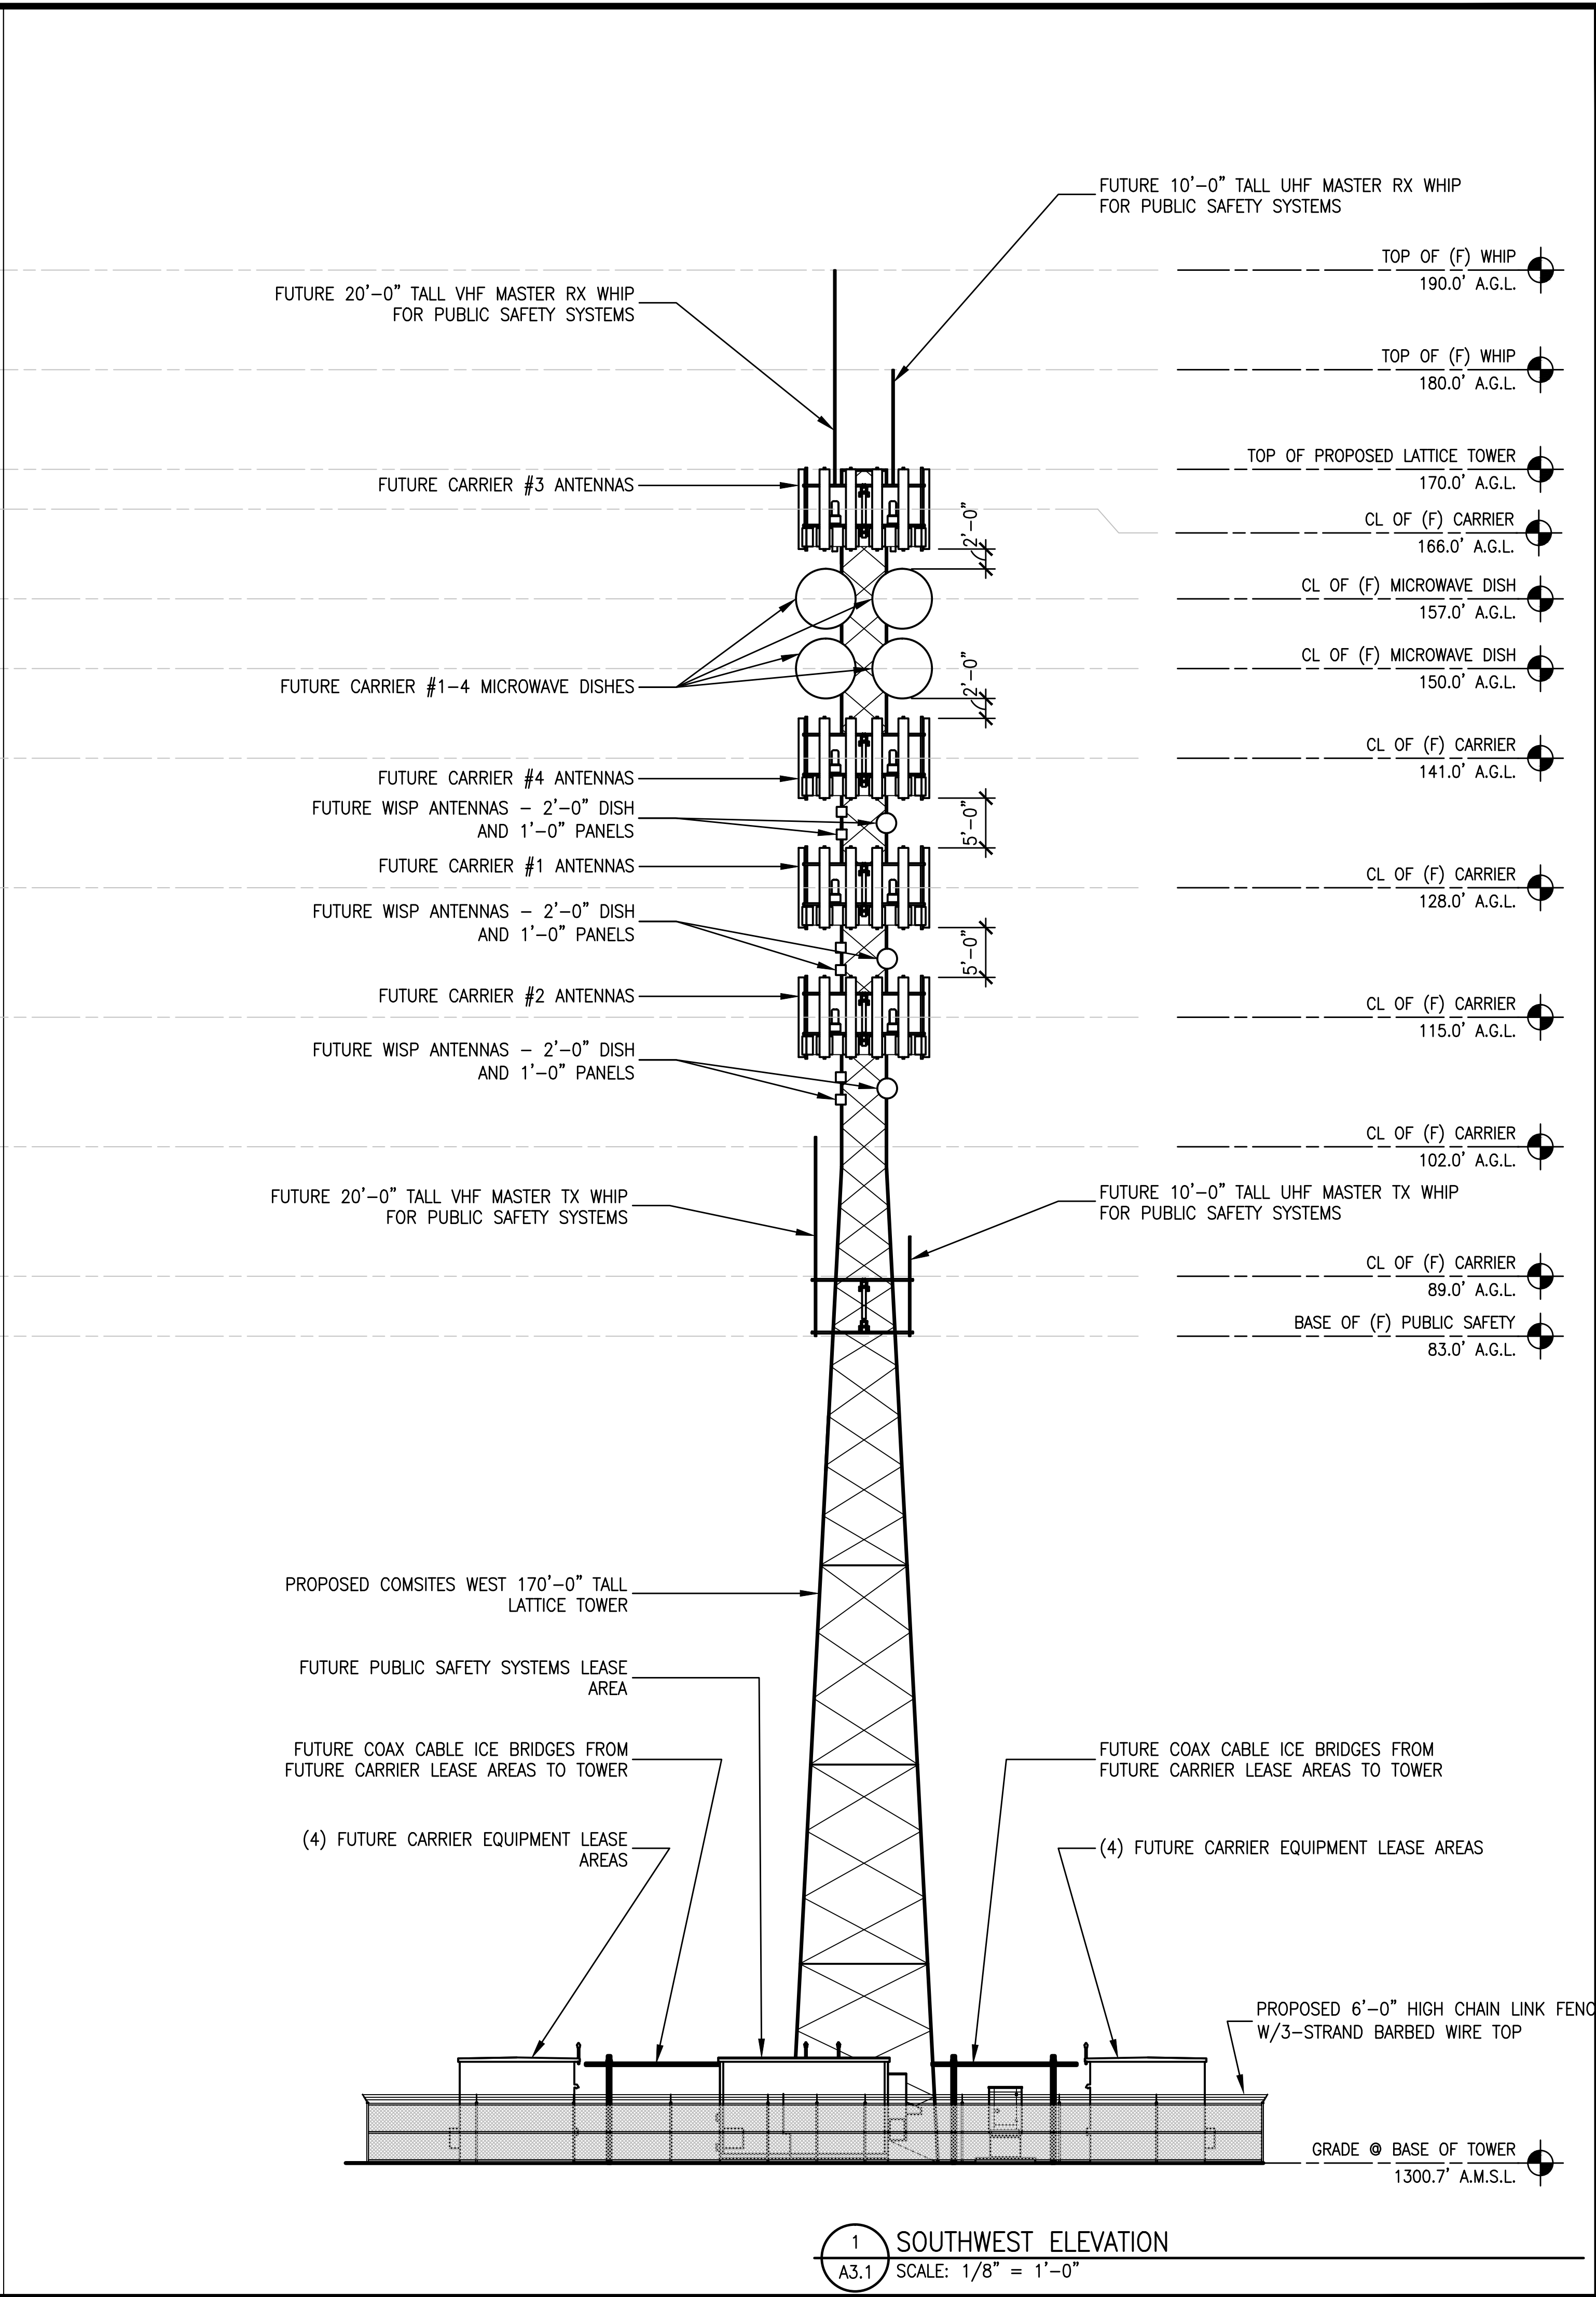 FUTURE 10'-0" TALL UHF MASTER RX WHIP
FOR PUBLIC SAFETY SYSTEMS
TOP OF (F) WHIP
190.0' A.G.L.
FUTURE 20'-0" TALL VHF MASTER RX WHIP
FOR PUBLIC SAFETY SYSTEMS
TOP OF (F) WHIP
180.0' A.G.L.
TOP OF PROPOSED LATTICE TOWER
170.0' A.G.L.
FUTURE CARRIER #3 ANTENNAS
2'-0"
CL OF (F) CARRIER
166.0' A.G.L.
CL OF (F) MICROWAVE DISH
157.0' A.G.L.
CL OF (F) MICROWAVE DISH
150.0' A.G.L.
2'-0"
FUTURE CARRIER #1-4 MICROWAVE DISHES
CL OF (F) CARRIER
141.0' A.G.L.
FUTURE CARRIER #4 ANTENNAS
FUTURE WISP ANTENNAS - 2'-0" DISH
AND 1'-0" PANELS
5'-0"
FUTURE CARRIER #1 ANTENNAS
CL OF (F) CARRIER
128.0' A.G.L.
FUTURE WISP ANTENNAS - 2'-0" DISH
AND 1'-0" PANELS
5'-0"
FUTURE CARRIER #2 ANTENNAS
CL OF (F) CARRIER
115.0' A.G.L.
FUTURE WISP ANTENNAS - 2'-0" DISH
AND 1'-0" PANELS
CL OF (F) CARRIER
102.0' A.G.L.
FUTURE 20'-0" TALL VHF MASTER TX WHIP
FOR PUBLIC SAFETY SYSTEMS
FUTURE 10'-0" TALL UHF MASTER TX WHIP
FOR PUBLIC SAFETY SYSTEMS
CL OF (F) CARRIER
89.0' A.G.L.
BASE OF (F) PUBLIC SAFETY
83.0' A.G.L.
PROPOSED COMSITES WEST 170'-0" TALL
LATTICE TOWER
FUTURE PUBLIC SAFETY SYSTEMS LEASE
AREA
FUTURE COAX CABLE ICE BRIDGES FROM
FUTURE CARRIER LEASE AREAS TO TOWER
FUTURE COAX CABLE ICE BRIDGES FROM
FUTURE CARRIER LEASE AREAS TO TOWER
(4) FUTURE CARRIER EQUIPMENT LEASE
AREAS
(4) FUTURE CARRIER EQUIPMENT LEASE AREAS
PROPOSED 6'-0" HIGH CHAIN LINK FENC
W/3-STRAND BARBED WIRE TOP
GRADE @ BASE OF TOWER
1300.7' A.M.S.L.
1
A3.1
SOUTHWEST ELEVATION
SCALE: 1/8" = 1'-0"